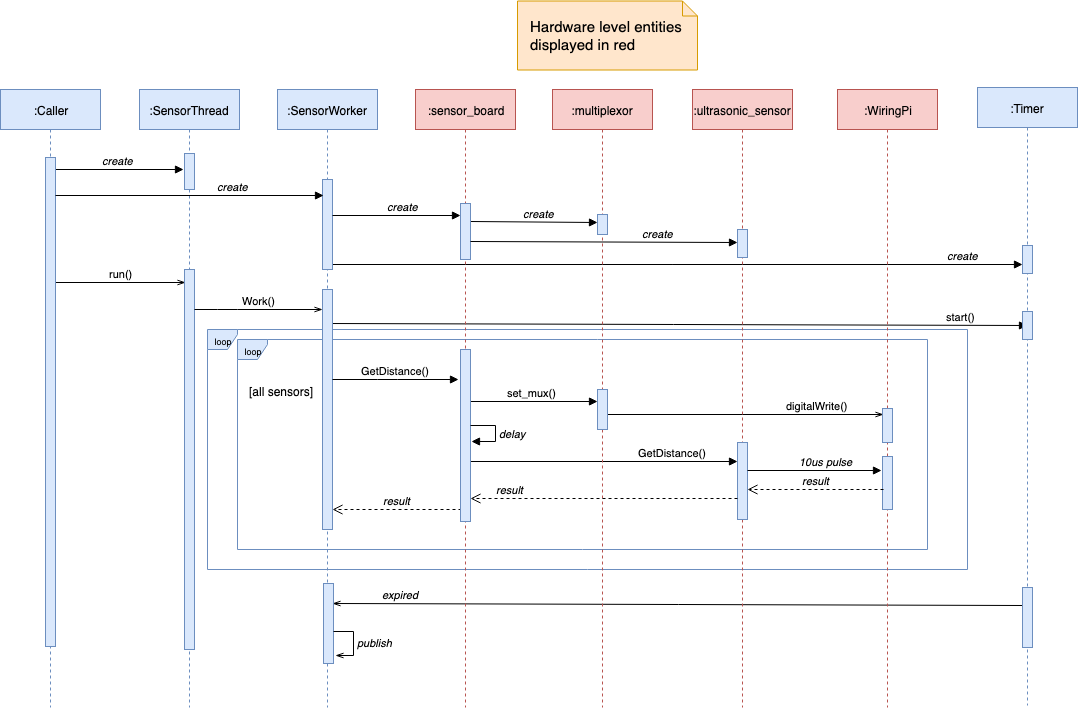 Hardware level entities
displayed in red
:Caller
:SensorThread
:SensorWorker
:sensor_board
:multiplexor
:ultrasonic_sensor
:WiringPi
:Timer
create
create
create
create
create
create
run()
Work()
start()
loop
loop
[all sensors]
GetDistance()
set_mux()
digitalWrite()
delay
GetDistance()
10us pulse
result
result
result
expired
publish